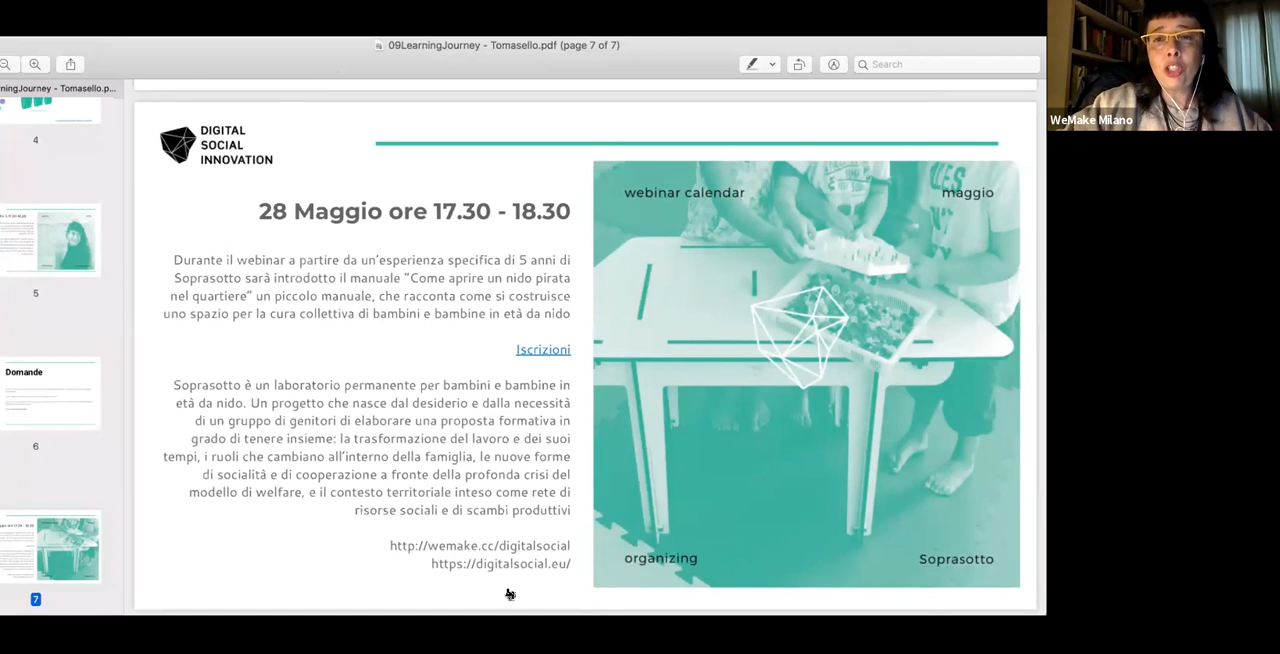 09LearningJourney - Tomasello.pdf (page 7 of 7)
Search
ningJourney - Tomasello.p...
4
5
Domande
6
7
DIGITAL
SOCIAL
INNOVATION
28 Maggio ore 17.30 - 18.30
Durante il webinar a partire da un'esperienza specifica di 5 anni di
Soprasotto sarà introdotto il manuale "Come aprire un nido pirata
nel quartiere" un piccolo manuale, che racconta come si costruisce
uno spazio per la cura collettiva di bambini e bambine in età da nido
Iscrizioni
Soprasotto è un laboratorio permanente per bambini e bambine in
età da nido. Un progetto che nasce dal desiderio e dalla necessità
di un gruppo di genitori di elaborare una proposta formativa in
grado di tenere insieme: la trasformazione del lavoro e dei suoi
tempi, i ruoli che cambiano all'interno della famiglia, le nuove forme
di socialità e di cooperazione a fronte della profonda crisi del
modello di welfare, e il contesto territoriale inteso come rete di
risorse sociali e di scambi produttivi
http://wemake.cc/digitalsocial
https://digitalsocial.eu/
webinar calendar
maggio
organizing
Soprasotto
WeMake Milano